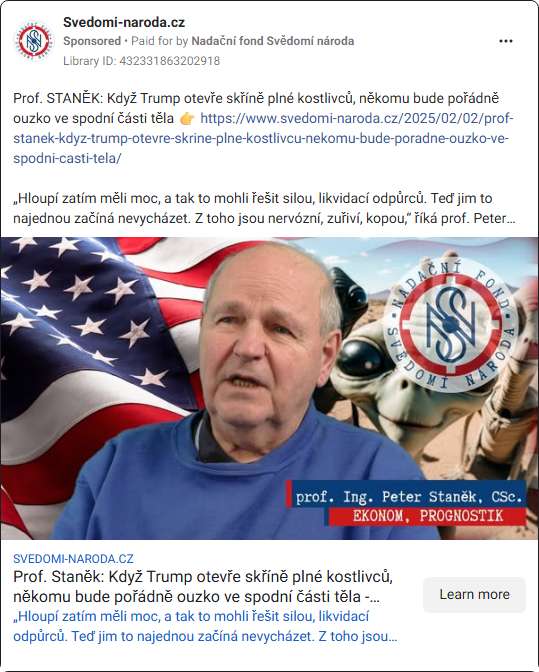 Svedomi-naroda.cz
Sponsored • Paid for by Nadační fond Svědomí národa
Library ID: 432331863202918
Prof. STANĚK: Když Trump otevře skříně plné kostlivců, někomu bude pořádně
ouzko ve spodní části těla 👉 https://www.svedomi-naroda.cz/2025/02/02/prof-
stanek-kdyz-trump-otevre-skrine-plne-kostlivcu-nekomu-bude-poradne-ouzko-ve-
spodni-casti-tela/
„Hloupí zatím měli moc, a tak to mohli řešit silou, likvidací odpůrců. Teď jim to
najednou začíná nevycházet. Z toho jsou nervózní, zuřiví, kopou,“ říká prof. Peter...
NADAČNÍ FOND
SVĚDOMÍ NÁRODA
prof. Ing. Peter Staněk, CSc.
EKONOM, PROGNOSTIK
SVEDOMI-NARODA.CZ
Prof. Staněk: Když Trump otevře skříně plné kostlivců,
někomu bude pořádně ouzko ve spodní části těla -...
„Hloupí zatím měli moc, a tak to mohli řešit silou, likvidací
odpůrců. Teď jim to najednou začíná nevycházet. Z toho jsou...
Learn more